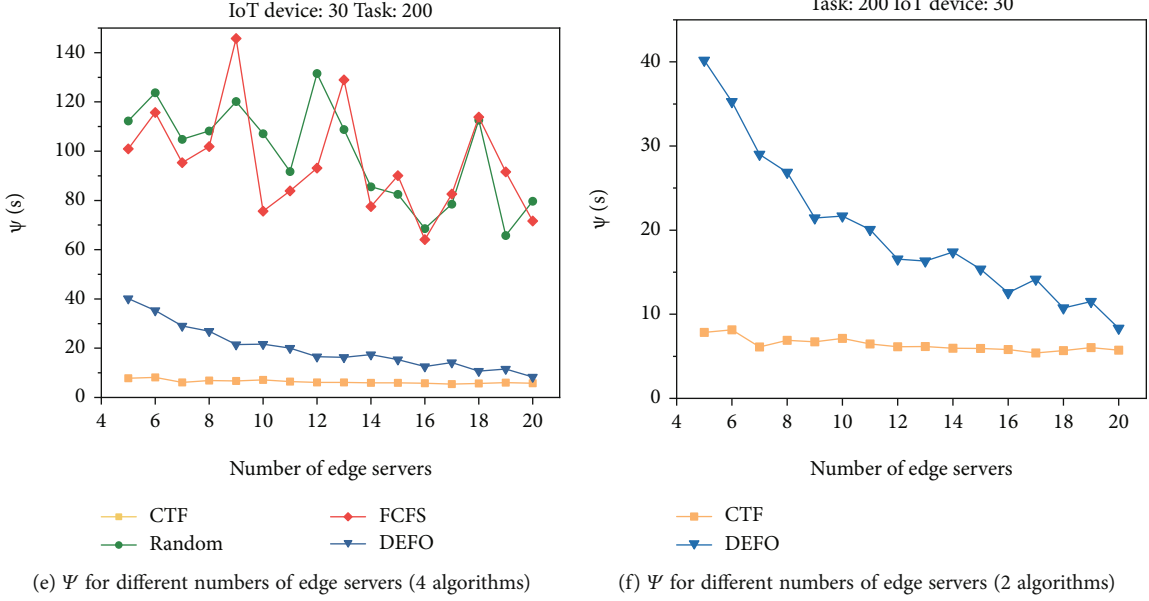 IoT device: 30 Task: 200
140
120
100
80
60
40
20
0
ψ (s)
4 6 8 10 12 14 16 18 20
Number of edge servers
CTF
Random
FCFS
DEFO
(e) Ψ for different numbers of edge servers (4 algorithms)
Task: 200 IoT device: 30
40
30
20
10
0
ψ (s)
4 6 8 10 12 14 16 18 20
Number of edge servers
CTF
DEFO
(f) Ψ for different numbers of edge servers (2 algorithms)